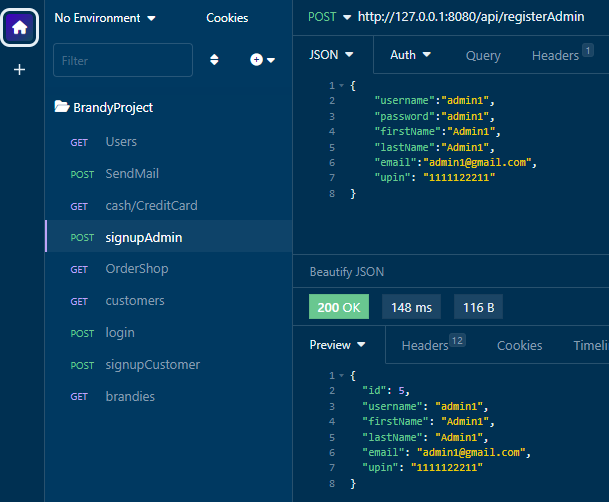 No Environment
Cookies
Filter
BrandyProject
GET Users
POST SendMail
GET cash/CreditCard
POST signupAdmin
GET OrderShop
GET customers
POST login
POST signupCustomer
GET brandies
POST http://127.0.0.1:8080/api/registerAdmin
JSON Auth Query Headers 1
1 {
2 "username":"admin1",
3 "password":"admin1",
4 "firstName":"Admin1",
5 "lastName":"Admin1",
6 "email":"admin1@gmail.com",
7 "upin": "1111122211"
8 }
Beautify JSON
200 OK 148 ms 116 B
Preview Headers 12 Cookies Timeli
1 {
2 "id": 5,
3 "username": "admin1",
4 "firstName": "Admin1",
5 "lastName": "Admin1",
6 "email": "admin1@gmail.com",
7 "upin": "1111122211"
8 }